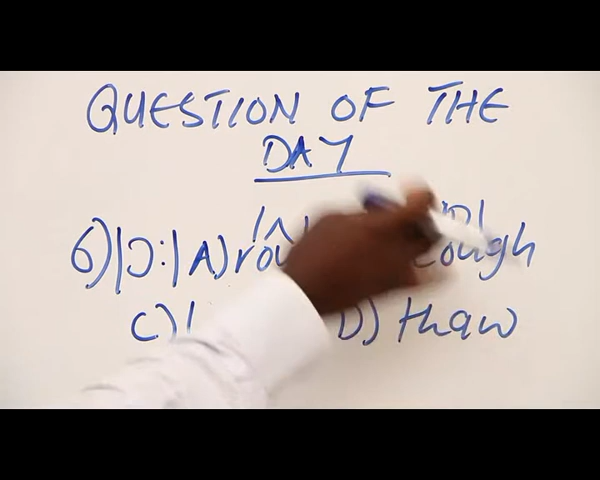 QUESTION OF THE
DAY
/ʌ
6) /ɔ:/ A) rou cough
C) D) thaw